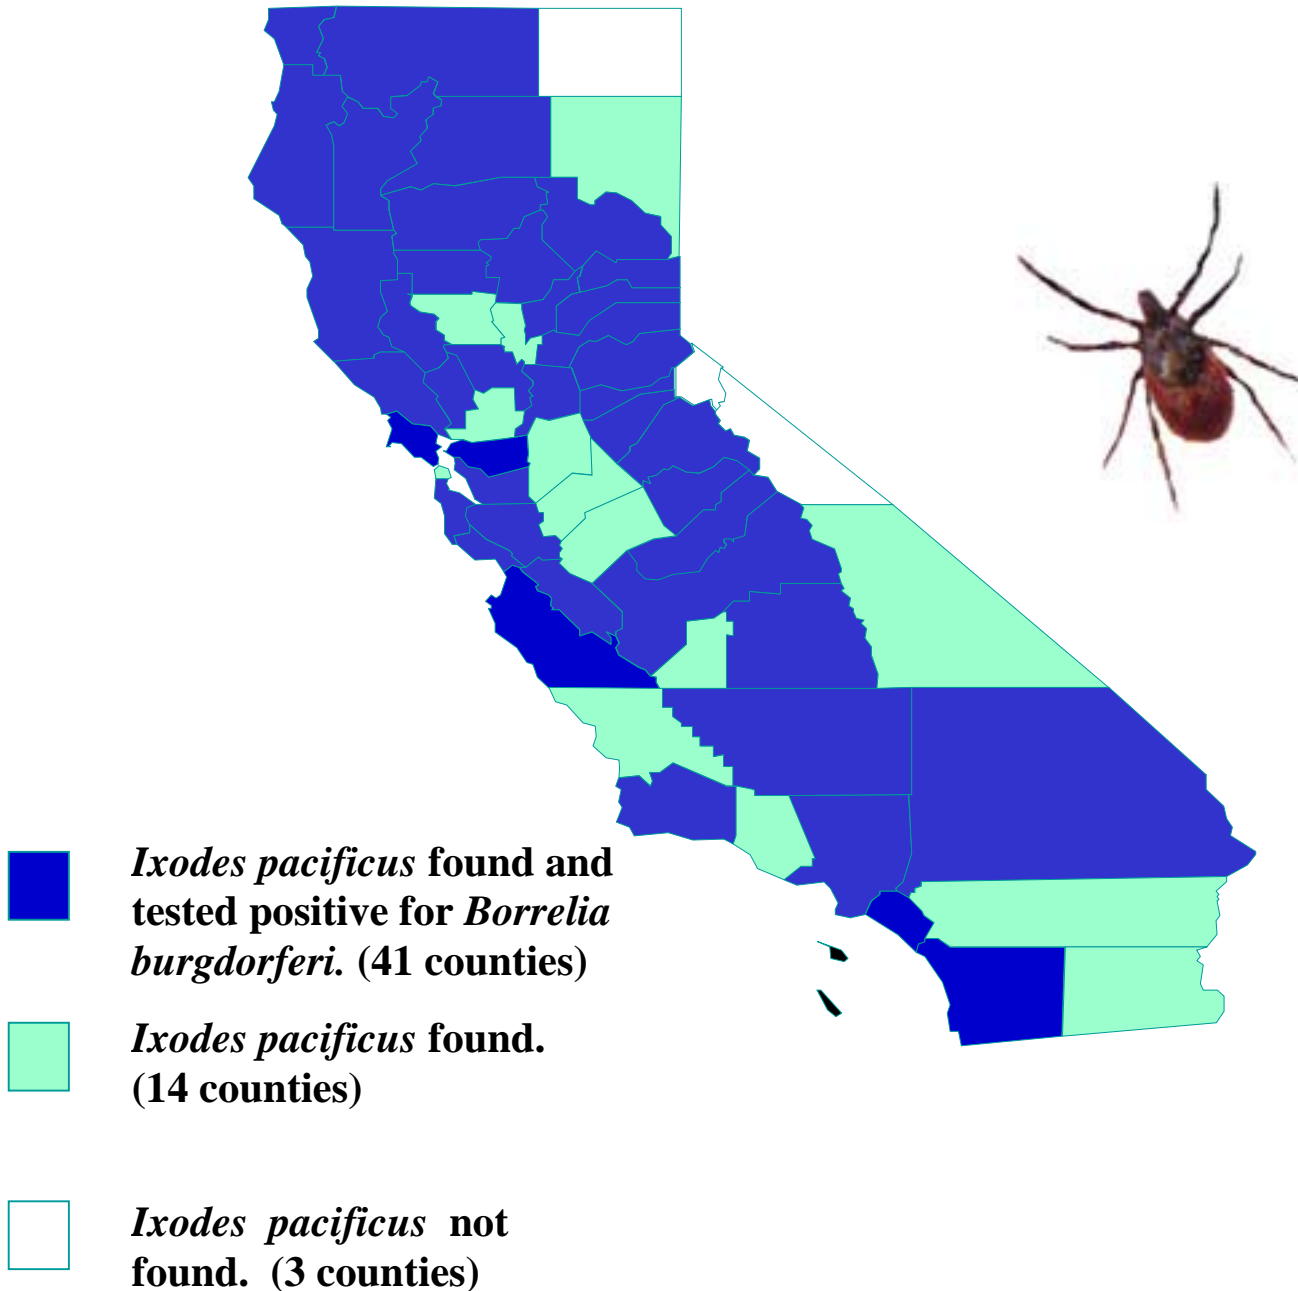 Ixodes pacificus found and
tested positive for Borrelia
burgdorferi. (41 counties)
Ixodes pacificus found.
(14 counties)
Ixodes pacificus not
found. (3 counties)